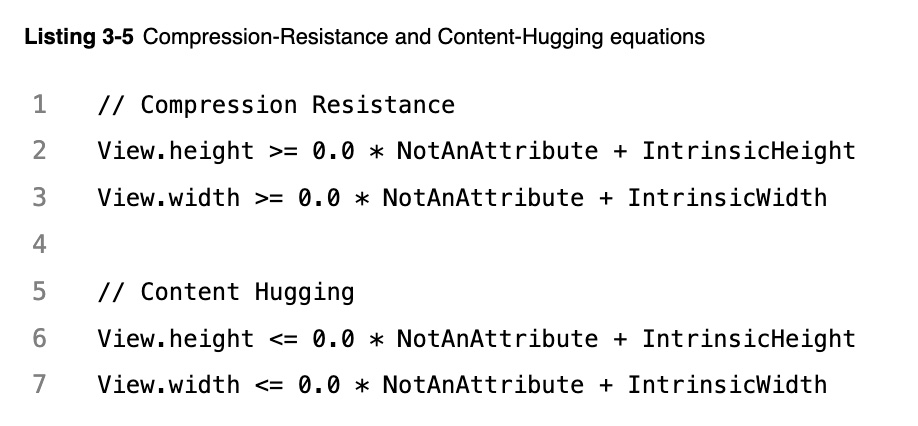 Listing 3-5 Compression-Resistance and Content-Hugging equations
1 // Compression Resistance
2 View.height >= 0.0 * NotAnAttribute + IntrinsicHeight
3 View.width >= 0.0 * NotAnAttribute + IntrinsicWidth
4
5 // Content Hugging
6 View.height <= 0.0 * NotAnAttribute + IntrinsicHeight
7 View.width <= 0.0 * NotAnAttribute + IntrinsicWidth